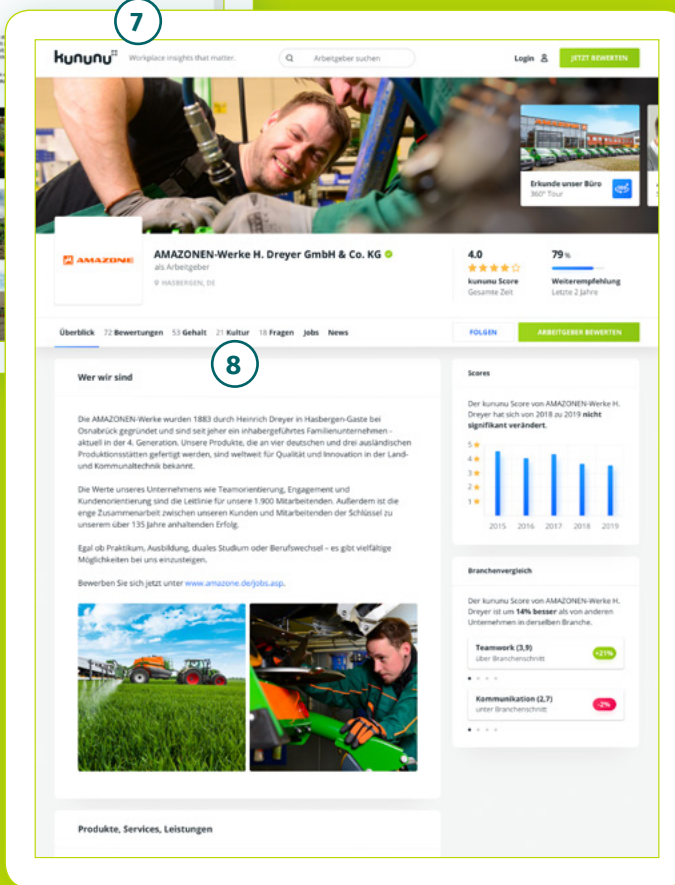 7
kununu
Workplace insights that matter.
Arbeitgeber suchen
Login
JETZT BEWERTEN
Erkunde unser Büro
360° Tour
AMAZONE
AMAZONEN-Werke H. Dreyer GmbH & Co. KG
als Arbeitgeber
HASBERGEN, DE
4.0
kununu Score
Gesamte Zeit
79 %
Weiterempfehlung
Letzte 2 Jahre
Überblick 72 Bewertungen 53 Gehalt 21 Kultur 18 Fragen Jobs News
FOLGEN
ARBEITGEBER BEWERTEN
8
Wer wir sind
Die AMAZONEN-Werke wurden 1883 durch Heinrich Dreyer in Hasbergen-Gaste bei
Osnabrück gegründet und sind seit jeher ein inhabergeführtes Familienunternehmen –
aktuell in der 4. Generation. Unsere Produkte, die an vier deutschen und drei ausländischen
Produktionsstätten gefertigt werden, sind weltweit für Qualität und Innovation in der Land-
und Kommunaltechnik bekannt.
Die Werte unseres Unternehmens wie Teamorientierung, Engagement und
Kundenorientierung sind die Leitlinie für unsere 1.900 Mitarbeitenden. Außerdem ist die
enge Zusammenarbeit zwischen unseren Kunden und Mitarbeitenden der Schlüssel zu
unserem über 135 Jahre anhaltenden Erfolg.
Egal ob Praktikum, Ausbildung, duales Studium oder Berufswechsel – es gibt vielfältige
Möglichkeiten bei uns einzusteigen.
Bewerben Sie sich jetzt unter www.amazone.de/jobs.asp.
Produkte, Services, Leistungen
Scores
Der kununu Score von AMAZONEN-Werke H.
Dreyer hat sich von 2018 zu 2019 nicht
signifikant verändert.
5
4
3
2
1
2015 2016 2017 2018 2019
Branchenvergleich
Der kununu Score von AMAZONEN-Werke H.
Dreyer ist um 14% besser als von anderen
Unternehmen in derselben Branche.
Teamwork (3,9)
über Branchenschnitt
+21%
Kommunikation (2,7)
unter Branchenschnitt
-2%